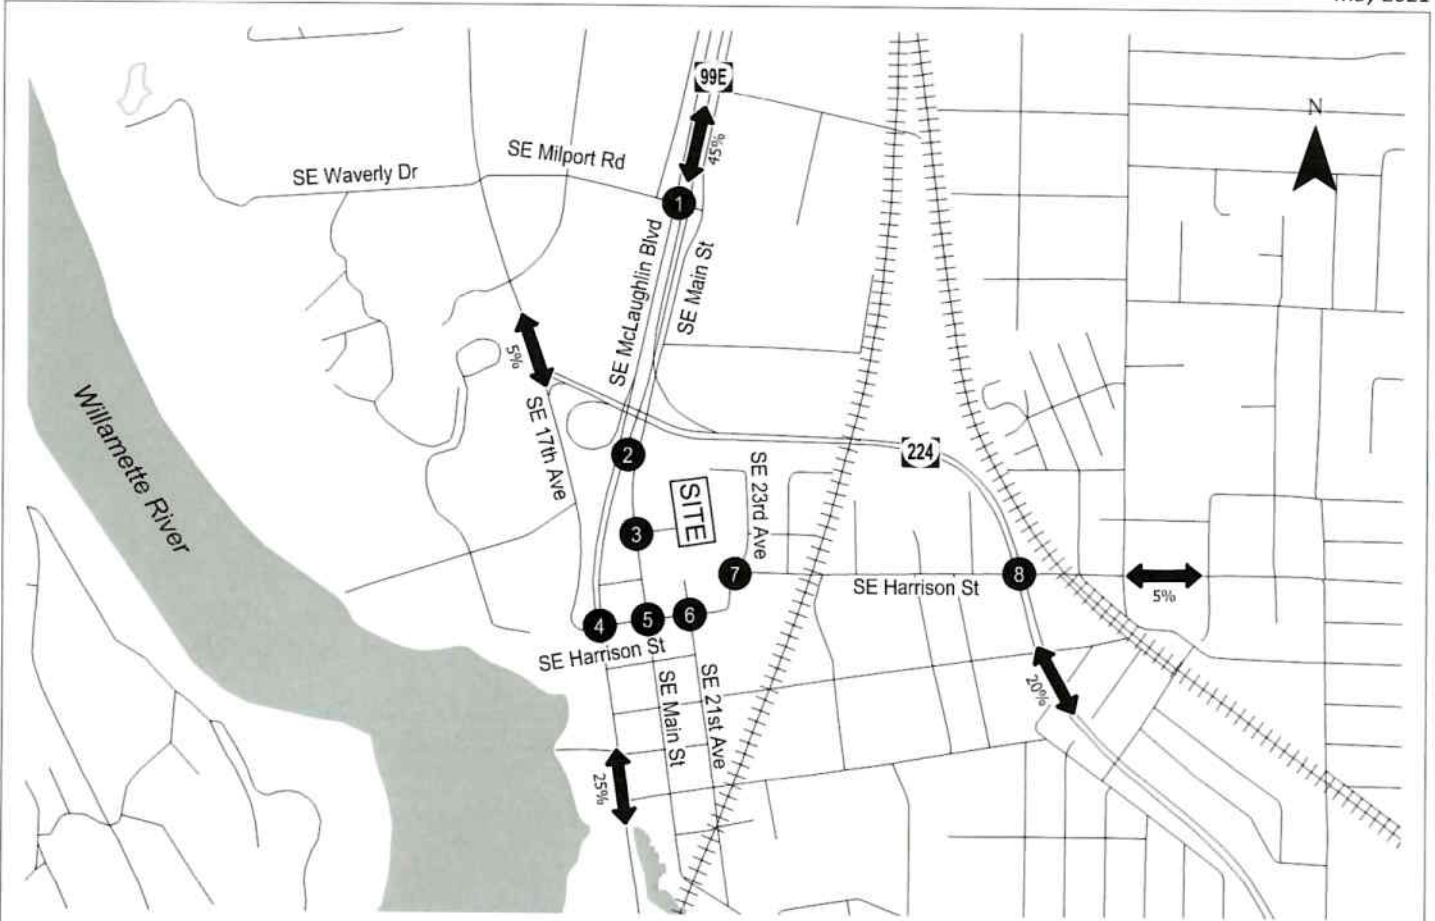 99E
N
45%
SE Milport Rd
SE Waverly Dr
1
SE McLaughlin Blvd
SE Main St
5%
SE 17th Ave
2
224
Willamette River
SITE
SE 23rd Ave
3
7
8
SE Harrison St
5%
4
5
6
SE Harrison St
SE Main St
SE 21st Ave
20%
25%